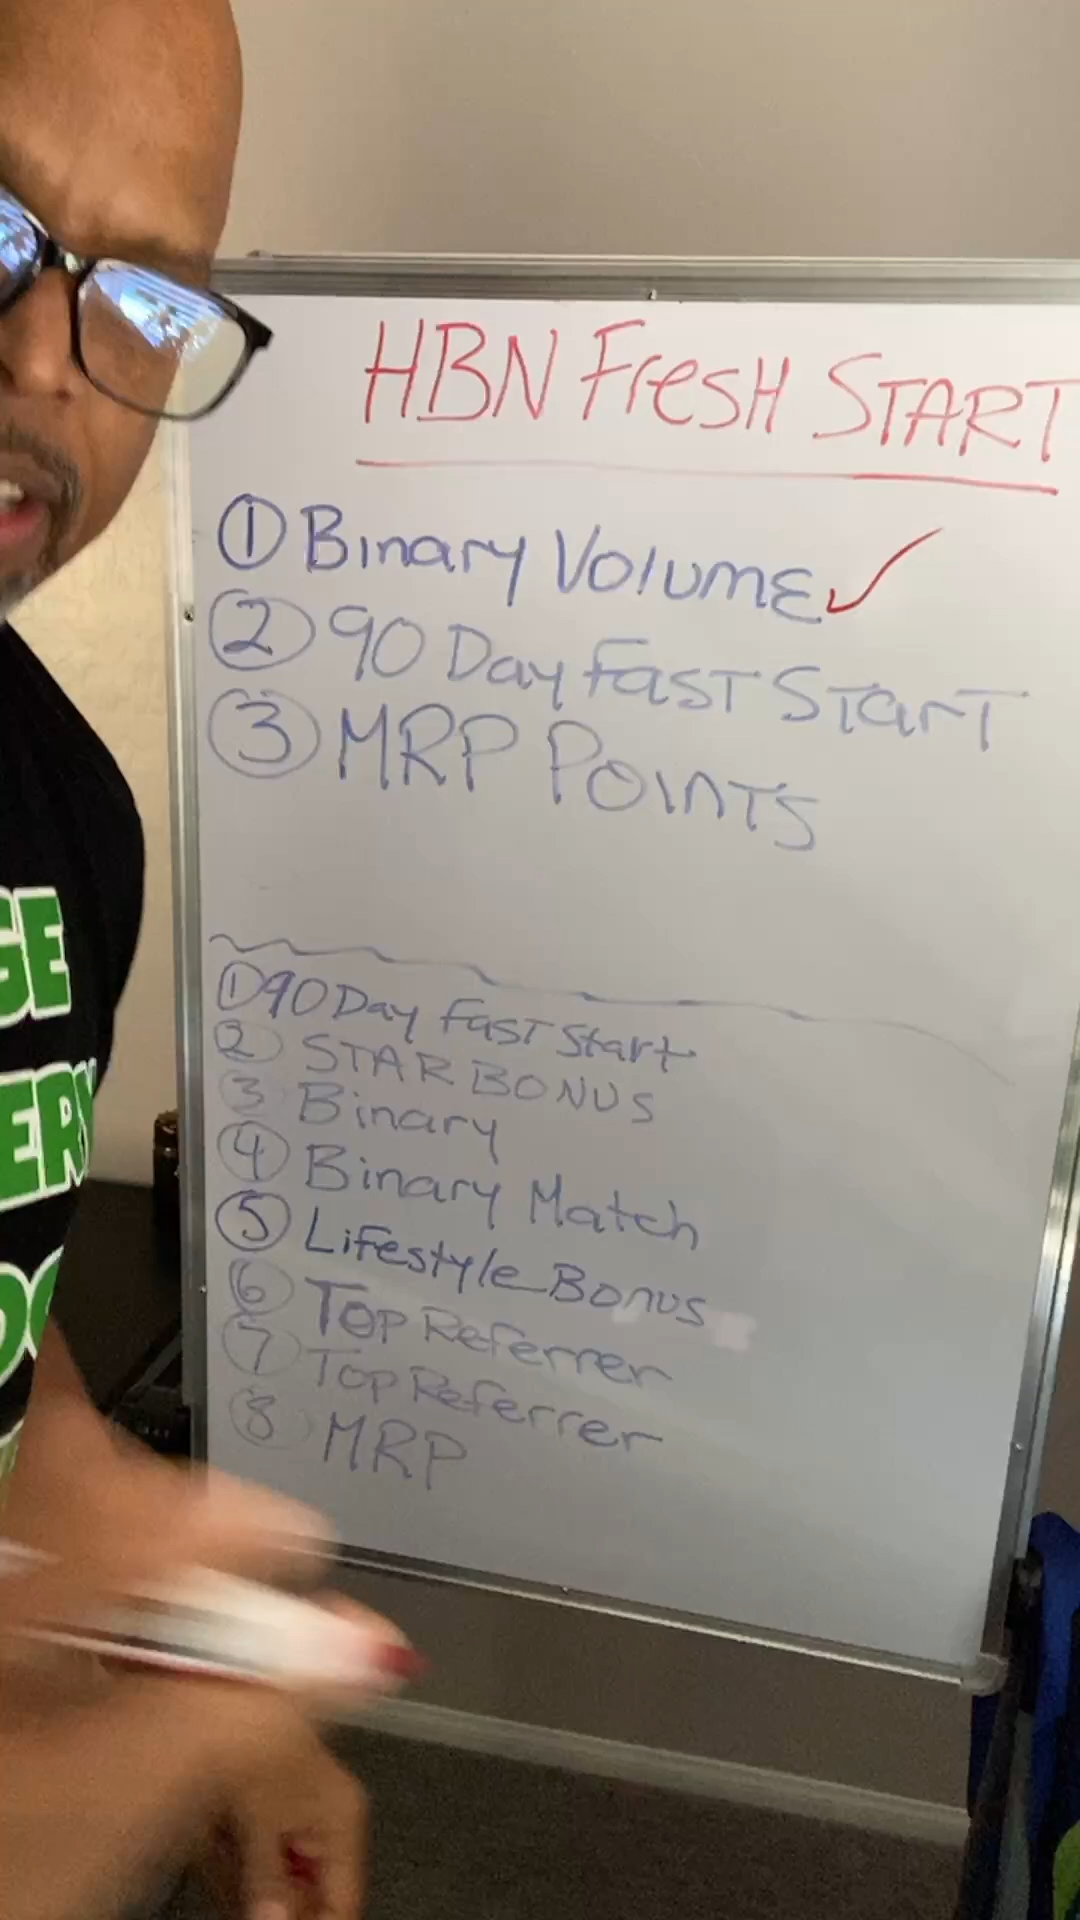 HBN FresH START
① Binary Volume ✓
② 90 Day Fast Start
③ MRP Points
① 90 Day Fast Start
② STAR BONUS
③ Binary
④ Binary Match
⑤ Lifestyle Bonus
⑥ Top Referrer
⑦ Top Referrer
⑧ MRP
GE
ERY